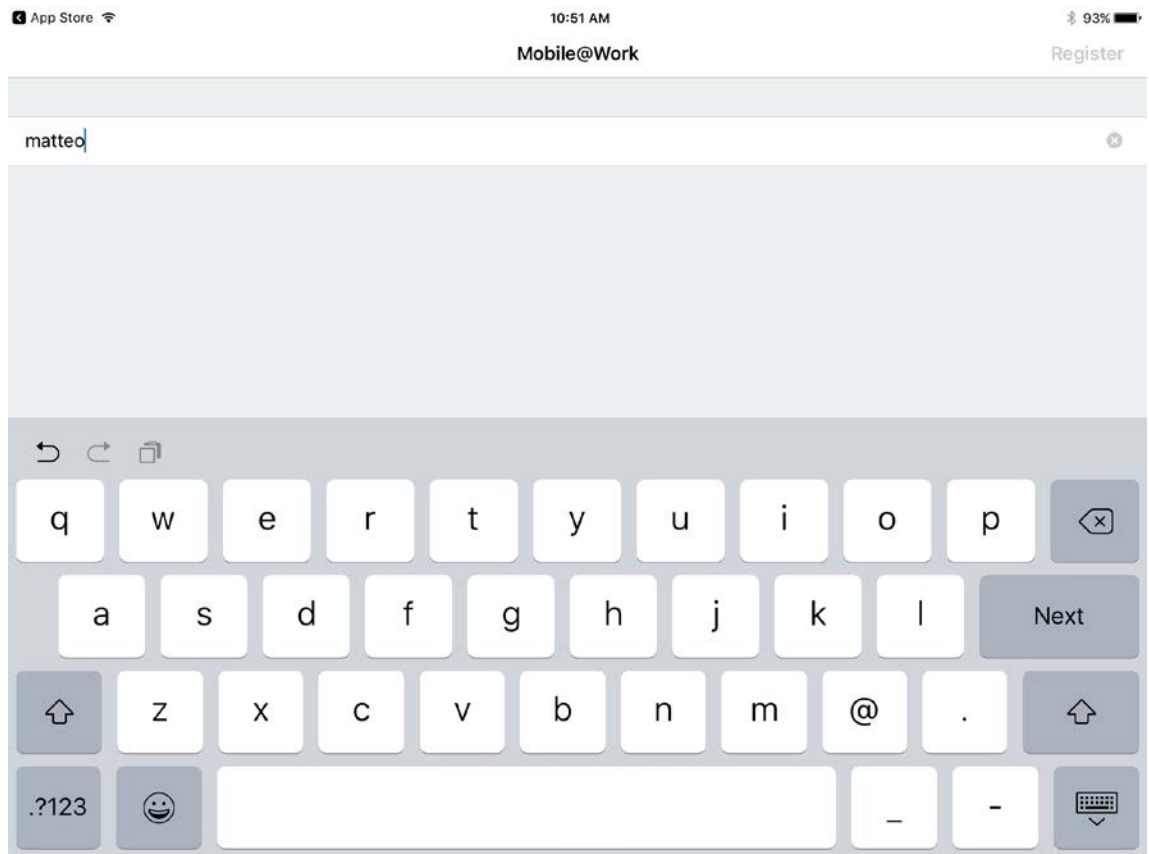 App Store 10:51 AM 93%
Mobile@Work Register
matteo
q w e r t y u i o p
a s d f g h j k l Next
z x c v b n m @ .
.?123 _ -